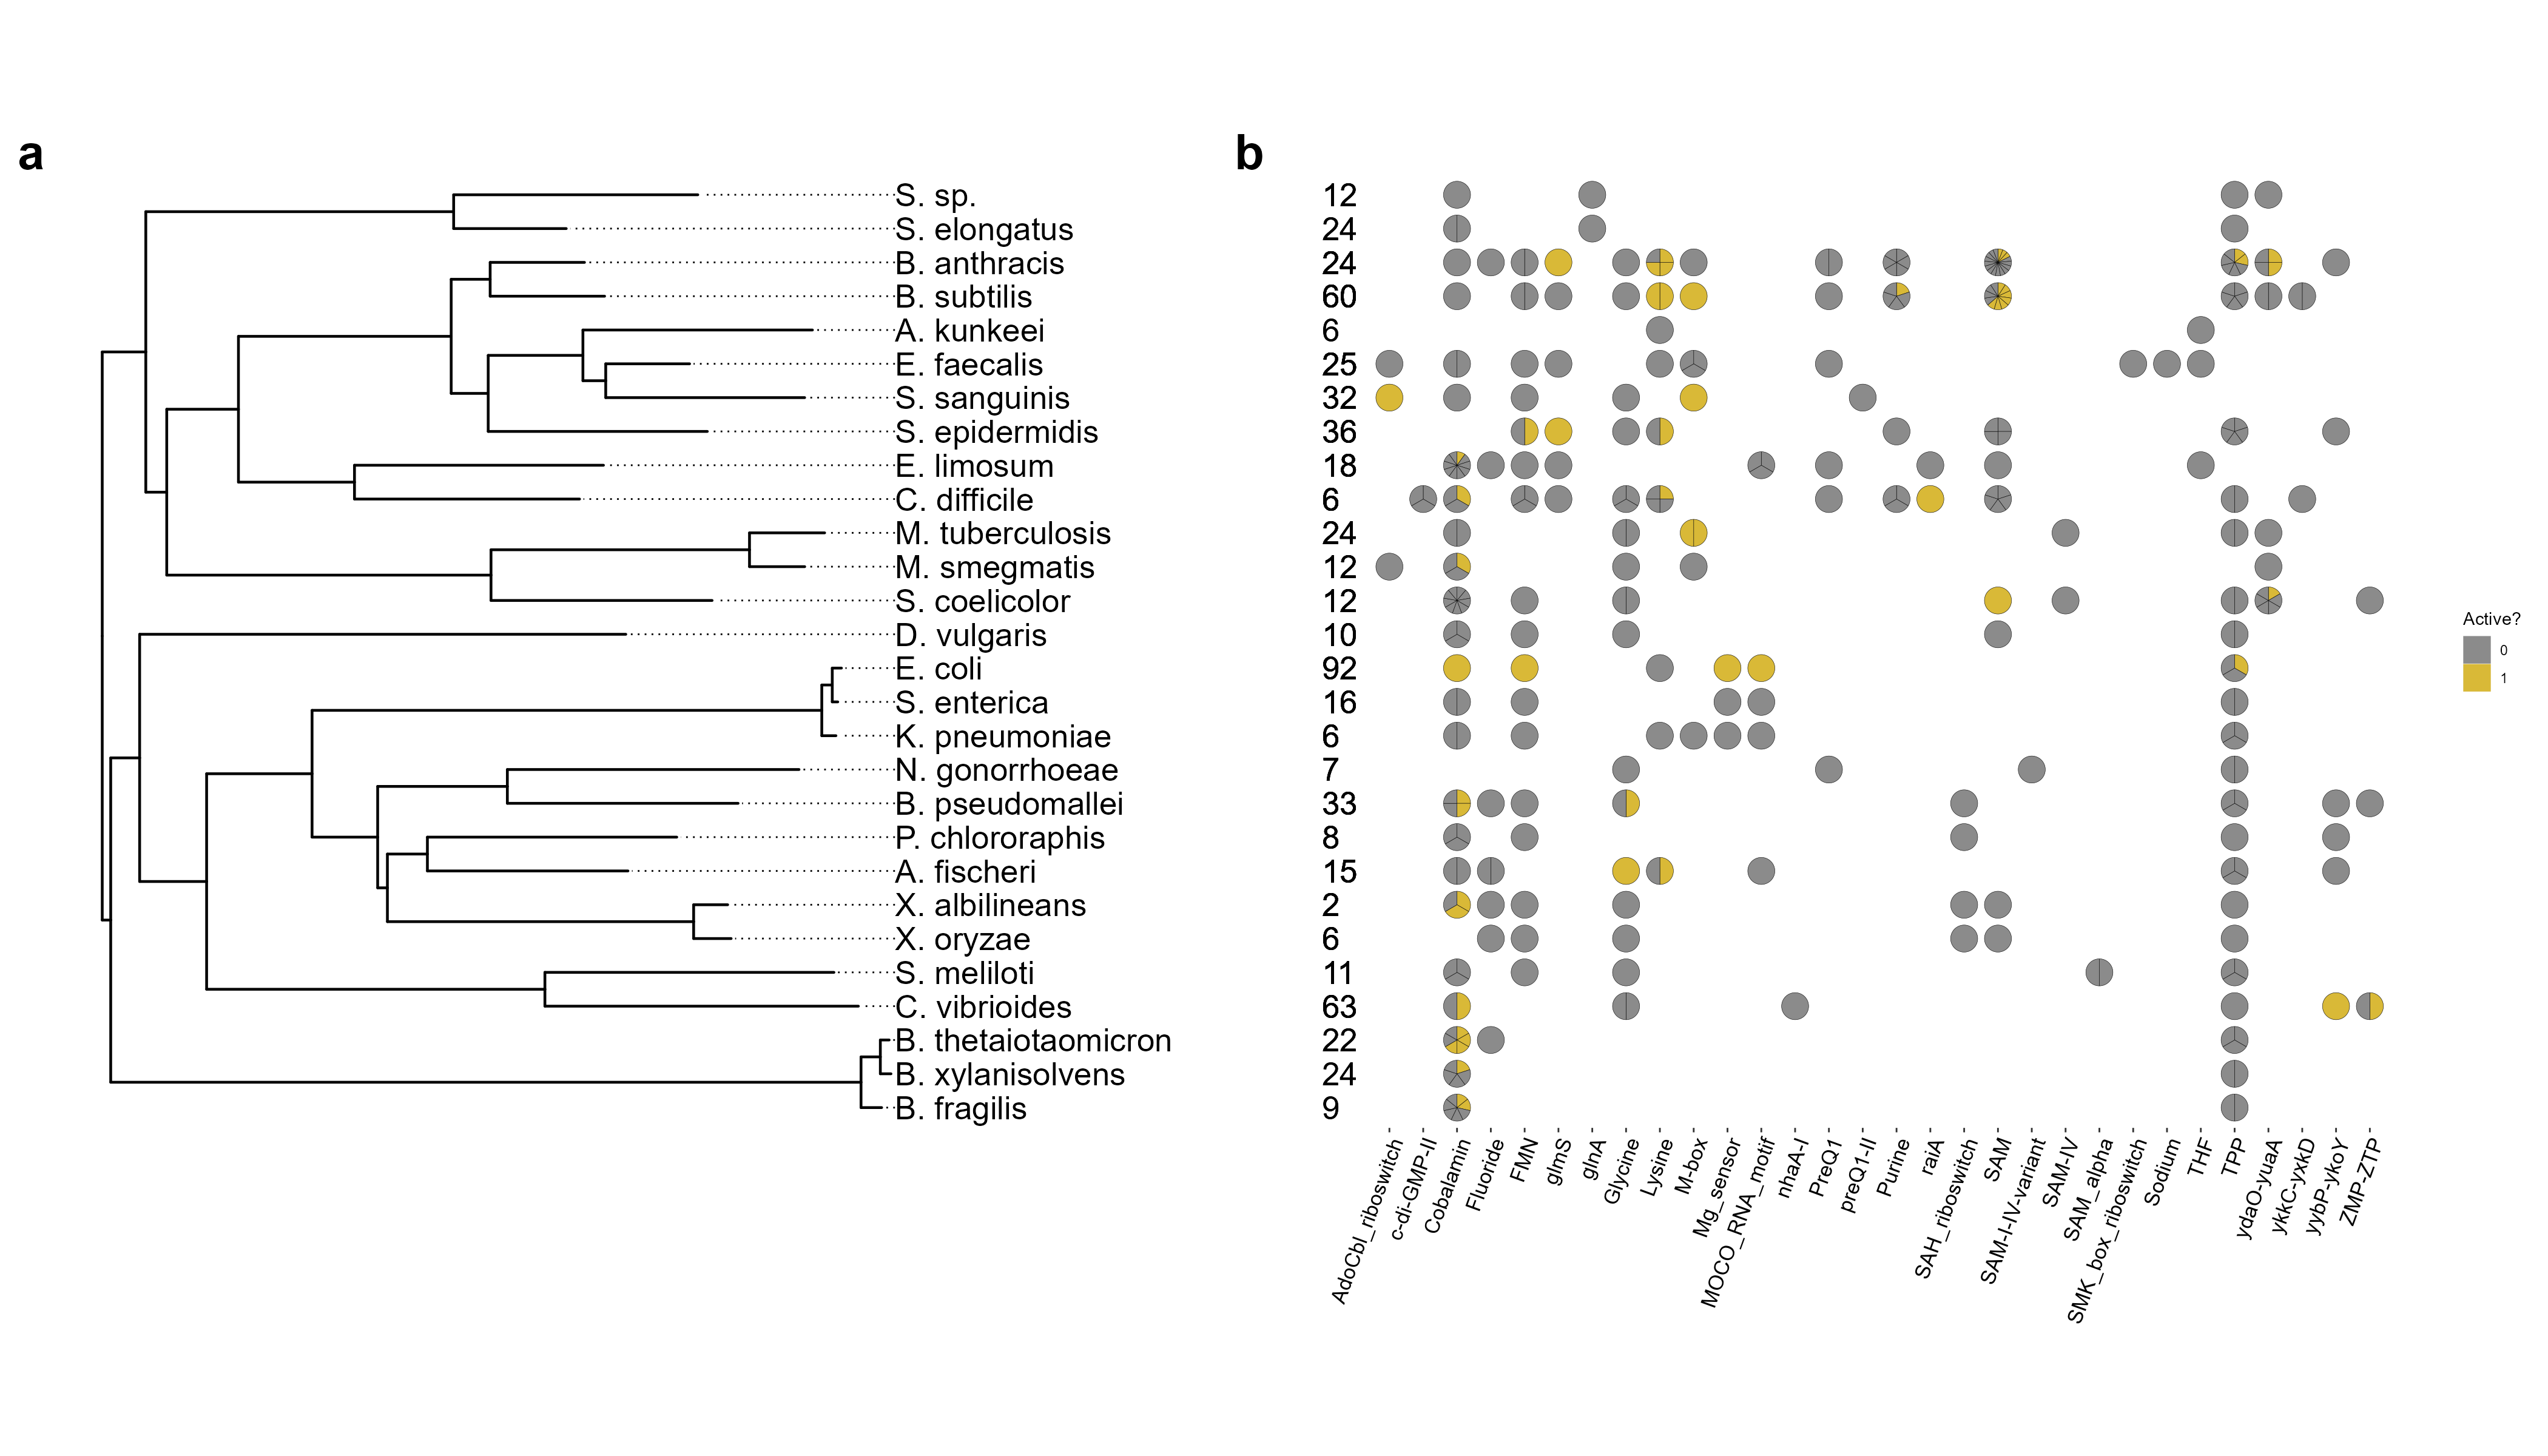 a
b
S. sp. 12
S. elongatus 24
B. anthracis 24
B. subtilis 60
A. kunkeei 6
E. faecalis 25
S. sanguinis 32
S. epidermidis 36
E. limosum 18
C. difficile 6
M. tuberculosis 24
M. smegmatis 12
S. coelicolor 12
D. vulgaris 10
E. coli 92
S. enterica 16
K. pneumoniae 6
N. gonorrhoeae 7
B. pseudomallei 33
P. chlororaphis 8
A. fischeri 15
X. albilineans 2
X. oryzae 6
S. meliloti 11
C. vibrioides 63
B. thetaiotaomicron 22
B. xylanisolvens 24
B. fragilis 9
AdoCbl_riboswitch
c-di-GMP-II
Cobalamin
Fluoride
FMN
glmS
glnA
Glycine
Lysine
M-box
Mg_sensor
MOCO_RNA_motif
nhaA-I
PreQ1
preQ1-II
Purine
raiA
SAH_riboswitch
SAM
SAM-I-IV-variant
SAM-IV
SAM_alpha
SMK_box_riboswitch
Sodium
THF
TPP
ydaO-yuaA
ykkC-yxkD
yybP-ykoY
ZMP-ZTP
Active?
0
1